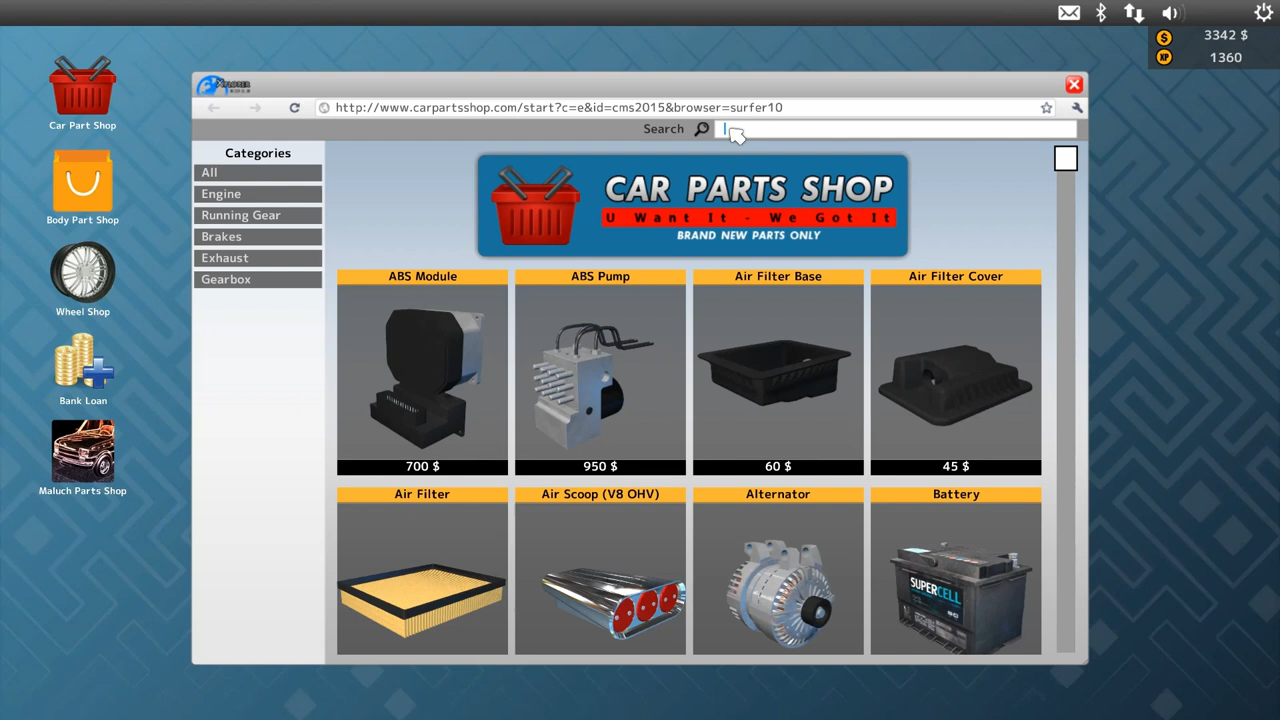 3342 $
1360
Car Part Shop
Body Part Shop
Wheel Shop
Bank Loan
Maluch Parts Shop
http://www.carpartsshop.com/start?c=e&id=cms2015&browser=surfer10
Search
Categories
All
Engine
Running Gear
Brakes
Exhaust
Gearbox
CAR PARTS SHOP
U Want It - We Got It
BRAND NEW PARTS ONLY
ABS Module
ABS Pump
Air Filter Base
Air Filter Cover
700 $
950 $
60 $
45 $
Air Filter
Air Scoop (V8 OHV)
Alternator
Battery
SUPERCELL